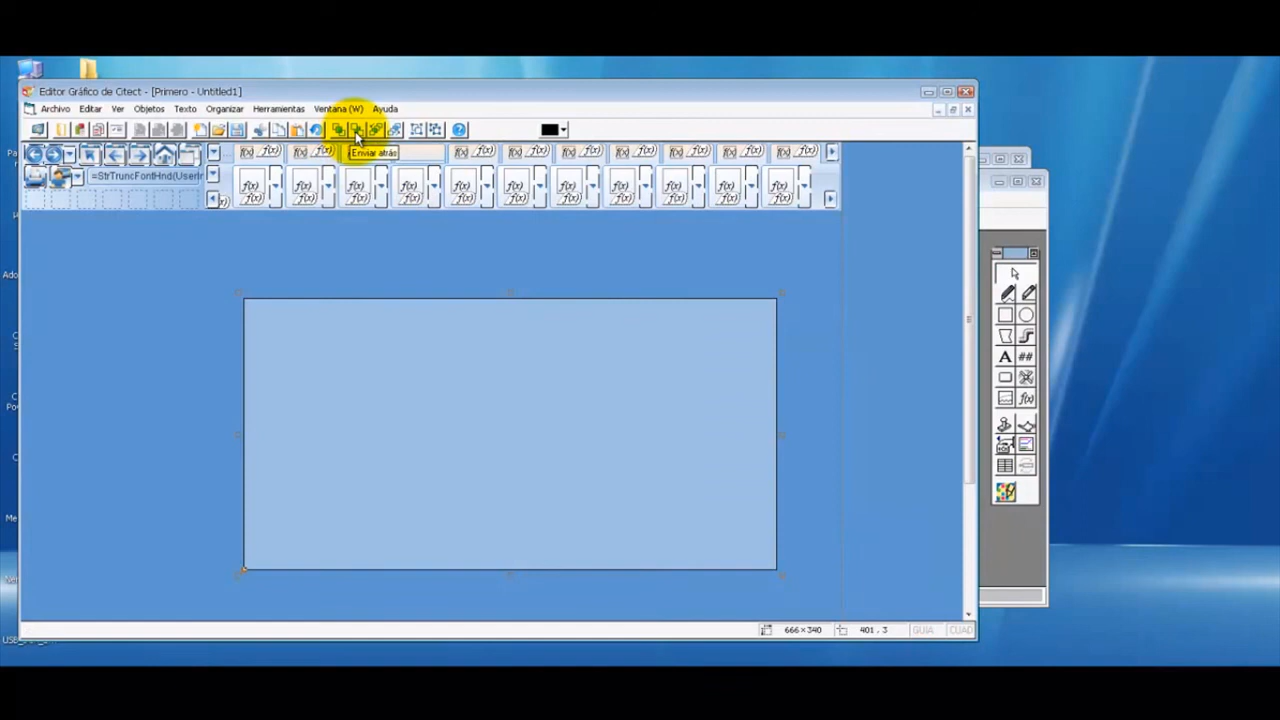 Editor Gráfico de Citect - [Primero - Untitled1]
Archivo Editar Ver Objetos Texto Organizar Herramientas Ventana (W) Ayuda
Enviar atrás
=StrTruncFontHnd(UserIr
f(x) f(x) f(x) f(x) f(x) f(x) f(x) f(x) f(x) f(x) f(x)
A ##
f(x)
Ado
666×340 401 , 3 GUIA CUAD